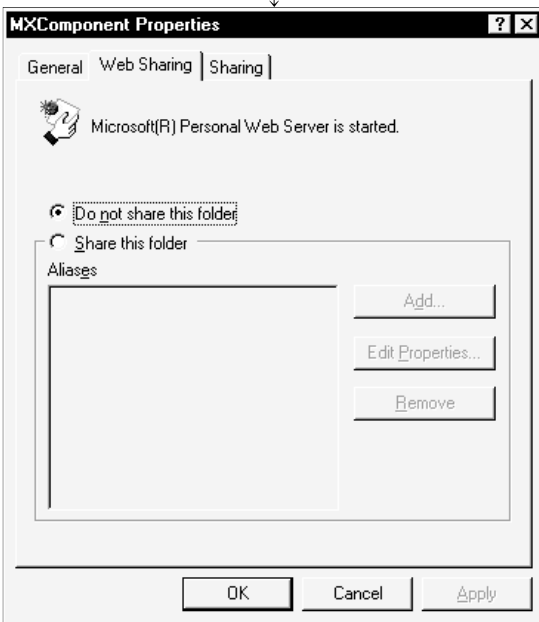 MXComponent Properties
General Web Sharing Sharing
Microsoft(R) Personal Web Server is started.
Do not share this folder
Share this folder
Aliases
Add...
Edit Properties...
Remove
OK Cancel Apply